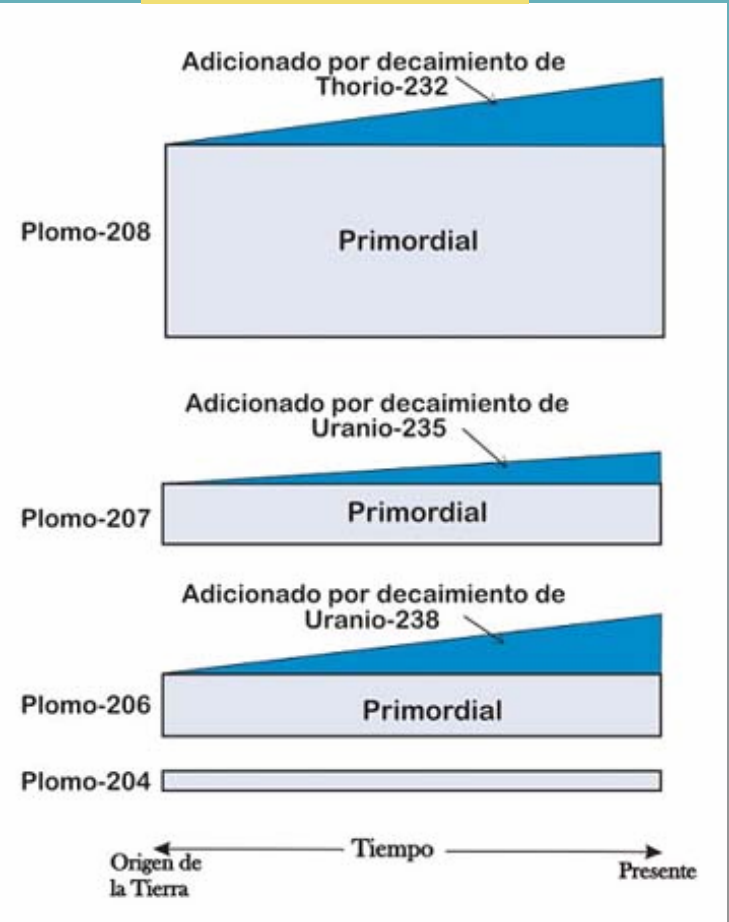 Adicionado por decaimiento de
Thorio-232
Plomo-208
Primordial
Adicionado por decaimiento de
Uranio-235
Plomo-207
Primordial
Adicionado por decaimiento de
Uranio-238
Plomo-206
Primordial
Plomo-204
Tiempo
Origen de
la Tierra
Presente